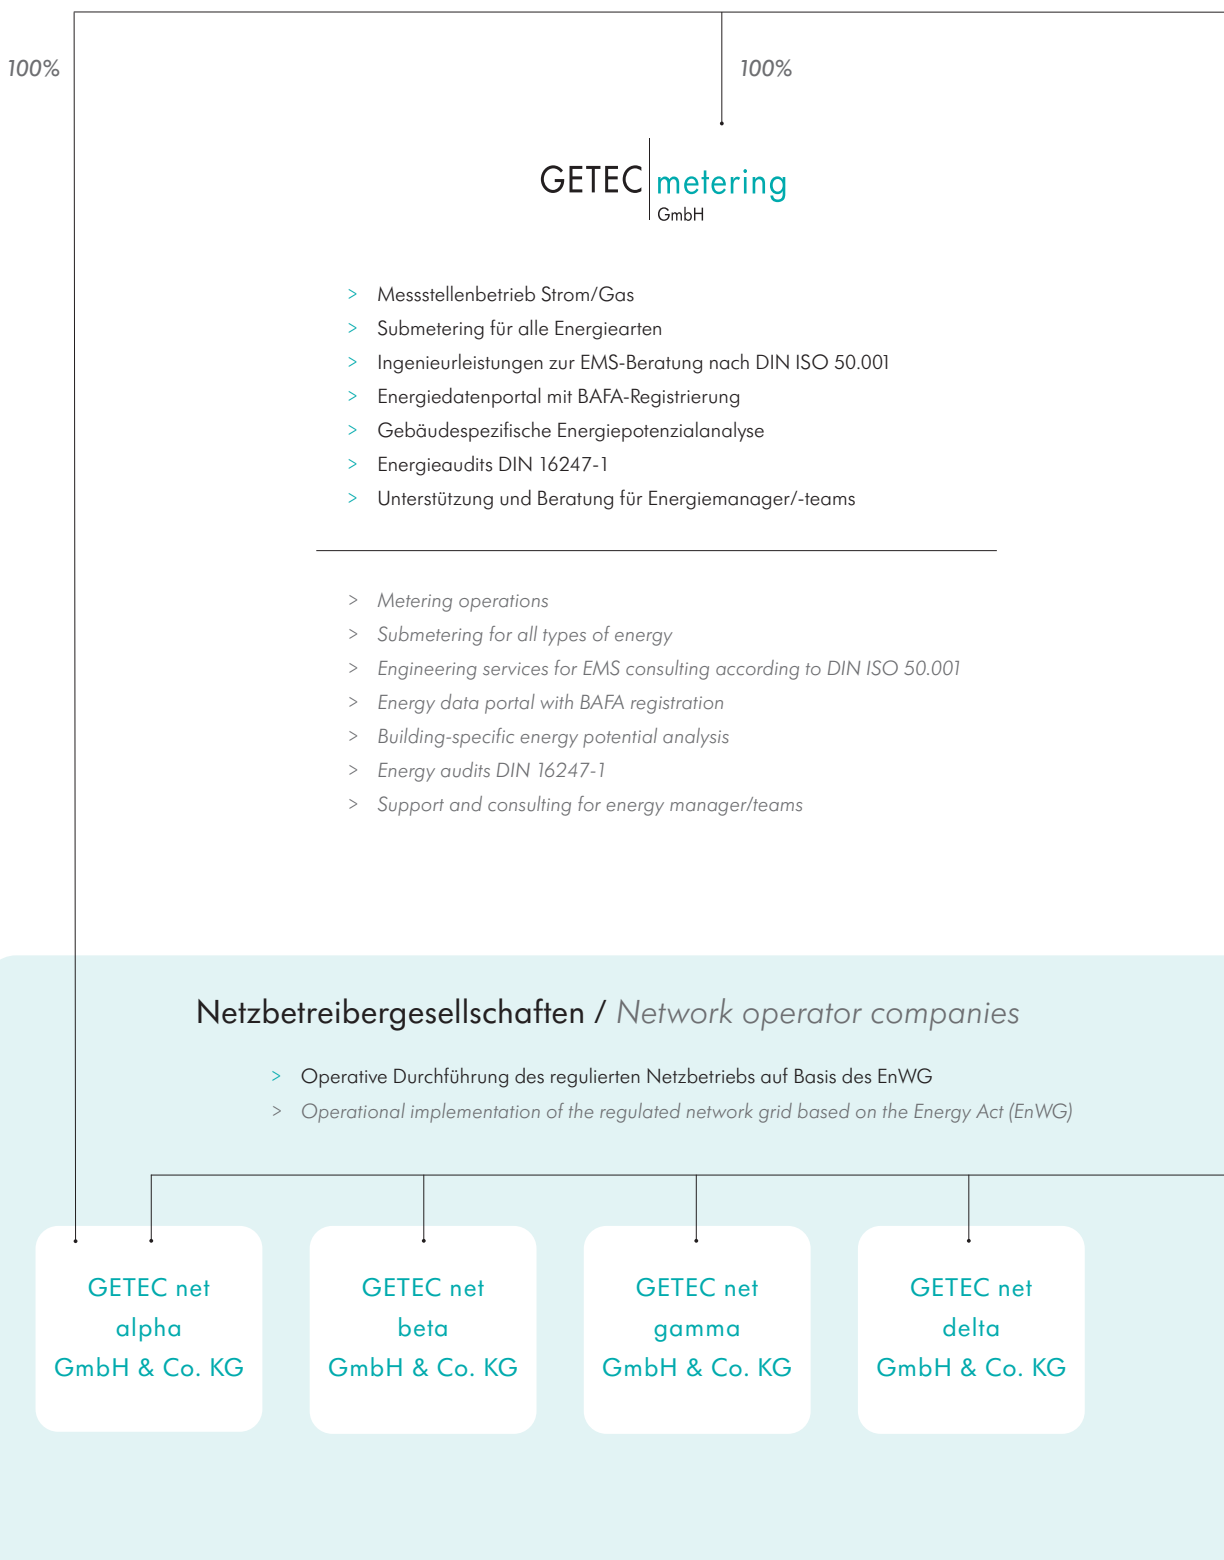 100%
100%
GETEC metering
GmbH
> Messstellenbetrieb Strom/Gas
> Submetering für alle Energiearten
> Ingenieurleistungen zur EMS-Beratung nach DIN ISO 50.001
> Energiedatenportal mit BAFA-Registrierung
> Gebäudespezifische Energiepotenzialanalyse
> Energieaudits DIN 16247-1
> Unterstützung und Beratung für Energiemanager/-teams
> Metering operations
> Submetering for all types of energy
> Engineering services for EMS consulting according to DIN ISO 50.001
> Energy data portal with BAFA registration
> Building-specific energy potential analysis
> Energy audits DIN 16247-1
> Support and consulting for energy manager/teams
Netzbetreibergesellschaften / Network operator companies
> Operative Durchführung des regulierten Netzbetriebs auf Basis des EnWG
> Operational implementation of the regulated network grid based on the Energy Act (EnWG)
GETEC net
alpha
GmbH & Co. KG
GETEC net
beta
GmbH & Co. KG
GETEC net
gamma
GmbH & Co. KG
GETEC net
delta
GmbH & Co. KG